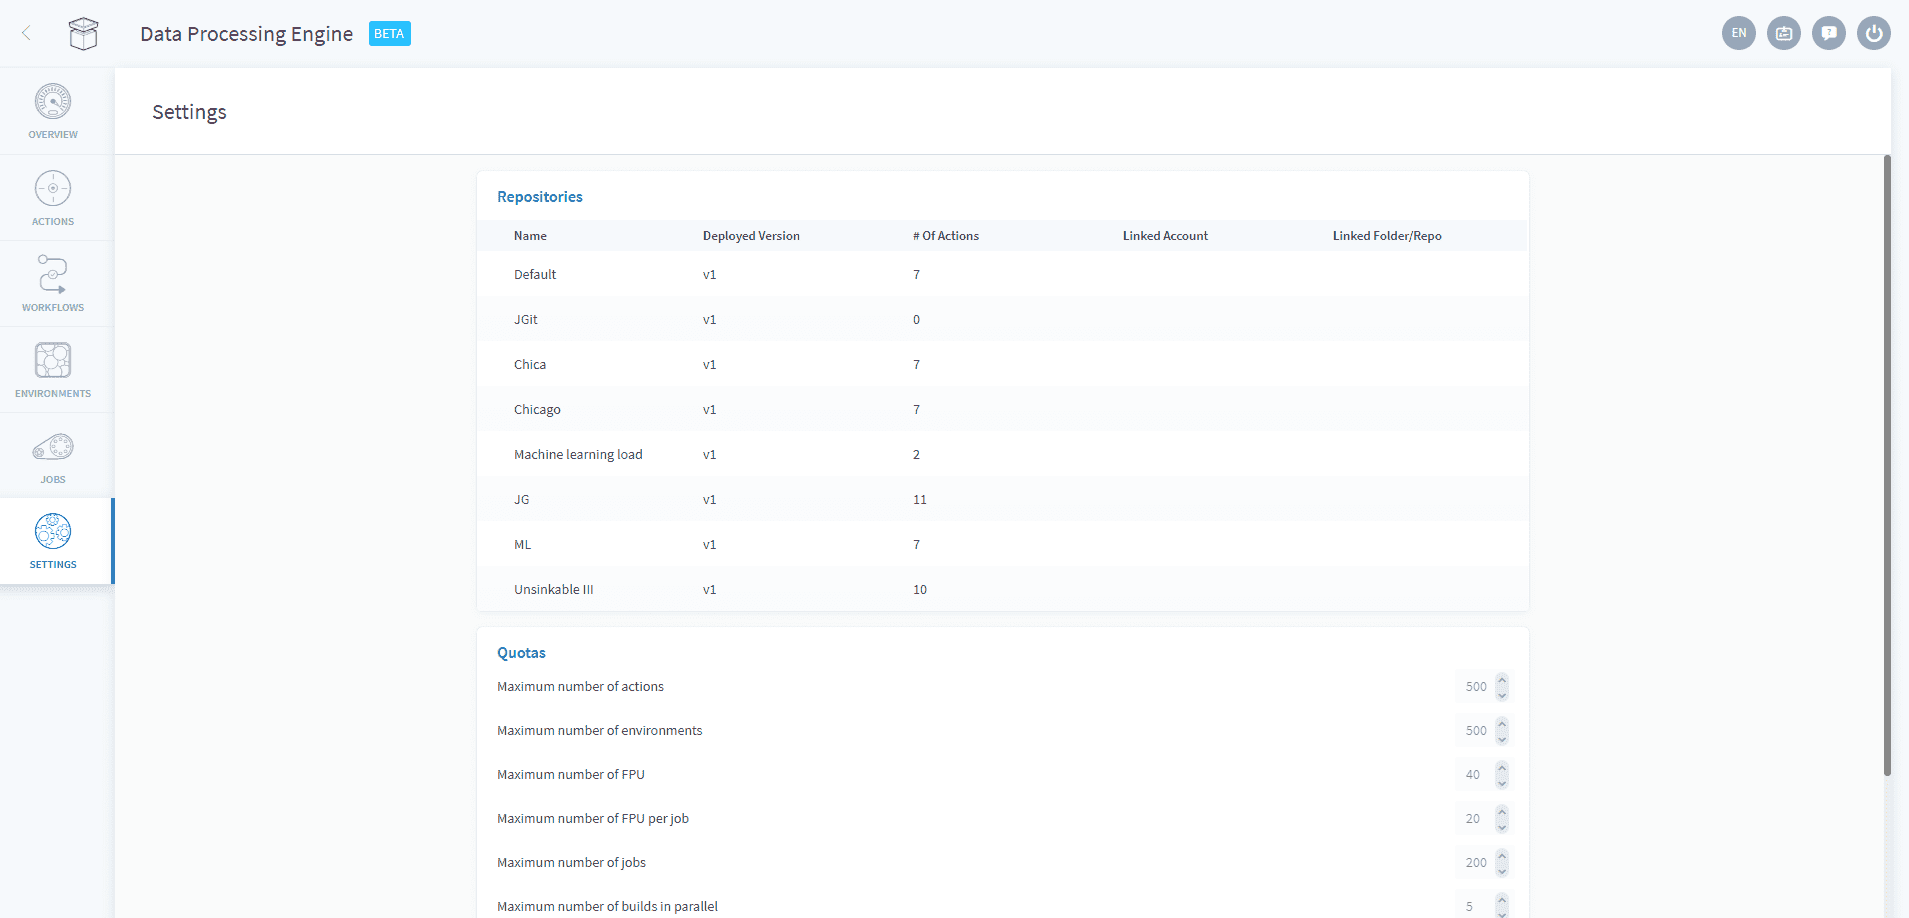 Data Processing Engine BETA
EN
OVERVIEW
ACTIONS
WORKFLOWS
ENVIRONMENTS
JOBS
SETTINGS
Settings
Repositories
Name Deployed Version # Of Actions Linked Account Linked Folder/Repo
Default v1 7
JGit v1 0
Chica v1 7
Chicago v1 7
Machine learning load v1 2
JG v1 11
ML v1 7
Unsinkable III v1 10
Quotas
Maximum number of actions 500
Maximum number of environments 500
Maximum number of FPU 40
Maximum number of FPU per job 20
Maximum number of jobs 200
Maximum number of builds in parallel 5